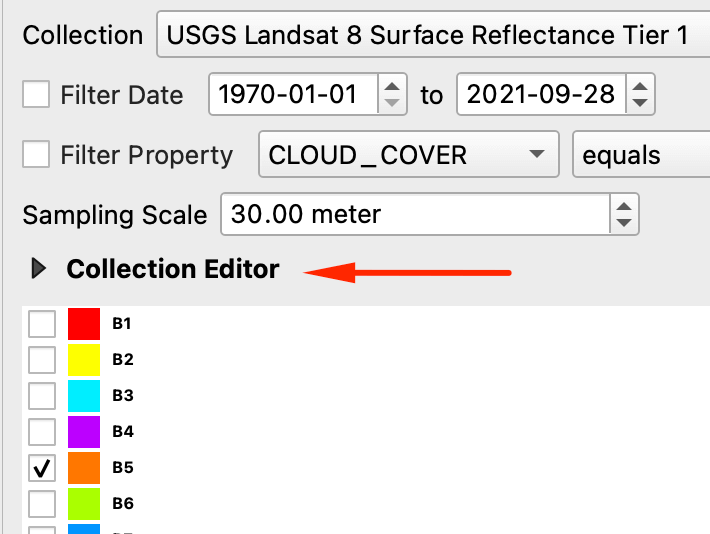 Collection USGS Landsat 8 Surface Reflectance Tier 1
Filter Date 1970-01-01 to 2021-09-28
Filter Property CLOUD_COVER equals
Sampling Scale 30.00 meter
Collection Editor
B1
B2
B3
B4
B5
B6